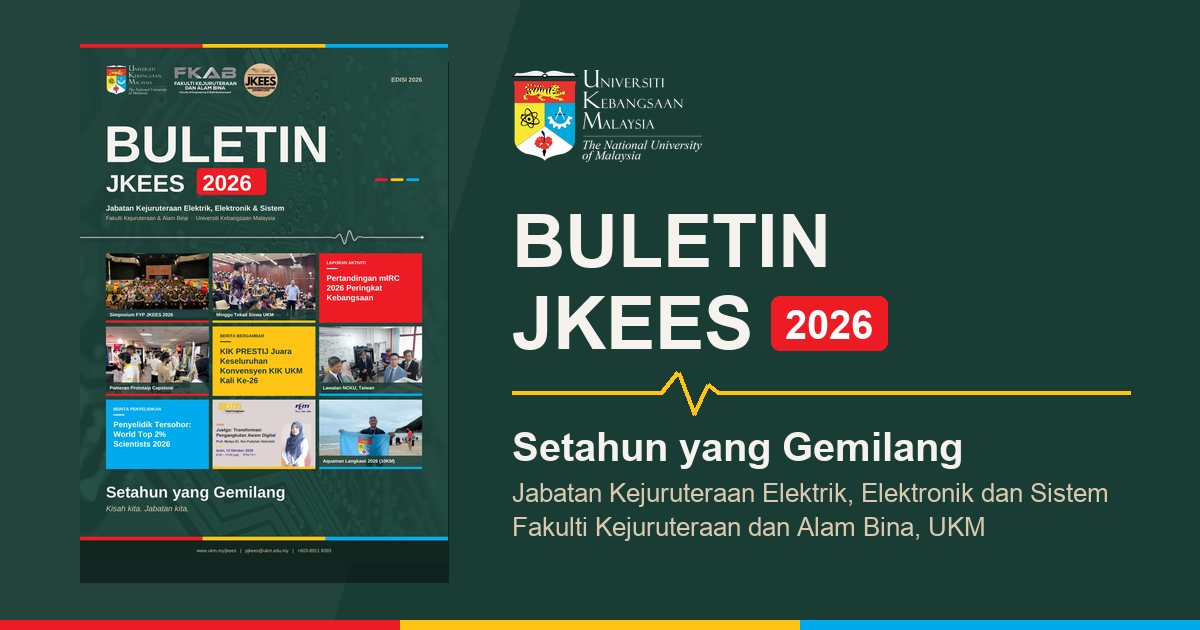 UNIVERSITI
KEBANGSAAN
MALAYSIA
The National University
of Malaysia
FKAB
FAKULTI KEJURUTERAAN
DAN ALAM BINA
JKEES
EDISI 2026
BULETIN
JKEES 2026
Jabatan Kejuruteraan Elektrik, Elektronik & Sistem
Fakulti Kejuruteraan & Alam Bina - Universiti Kebangsaan Malaysia
Simposium FYP JKEES 2026
Minggu Tekad Siswa UKM
LAPORAN AKTIVITI
Pertandingan mIRC
2026 Peringkat
Kebangsaan
Pameran Prototaip Capstone
BERITA BERGAMBAR
KIK PRESTIJ Juara
Keseluruhan
Konvensyen KIK UKM
Kali Ke-26
Lawatan NCKU, Taiwan
BERITA PENYELIDIKAN
Penyelidik Tersohor:
World Top 2%
Scientists 2026
Justgo: Transformasi
Pengangkutan Awam Digital
Aquaman Langkawi 2026 (10KM)
Setahun yang Gemilang
Kisah kita. Jabatan kita.
www.ukm.my/jkees | pjkees@ukm.edu.my | +603-8911 8393
UNIVERSITI
KEBANGSAAN
MALAYSIA
The National University
of Malaysia
BULETIN
JKEES 2026
Setahun yang Gemilang
Jabatan Kejuruteraan Elektrik, Elektronik dan Sistem
Fakulti Kejuruteraan dan Alam Bina, UKM